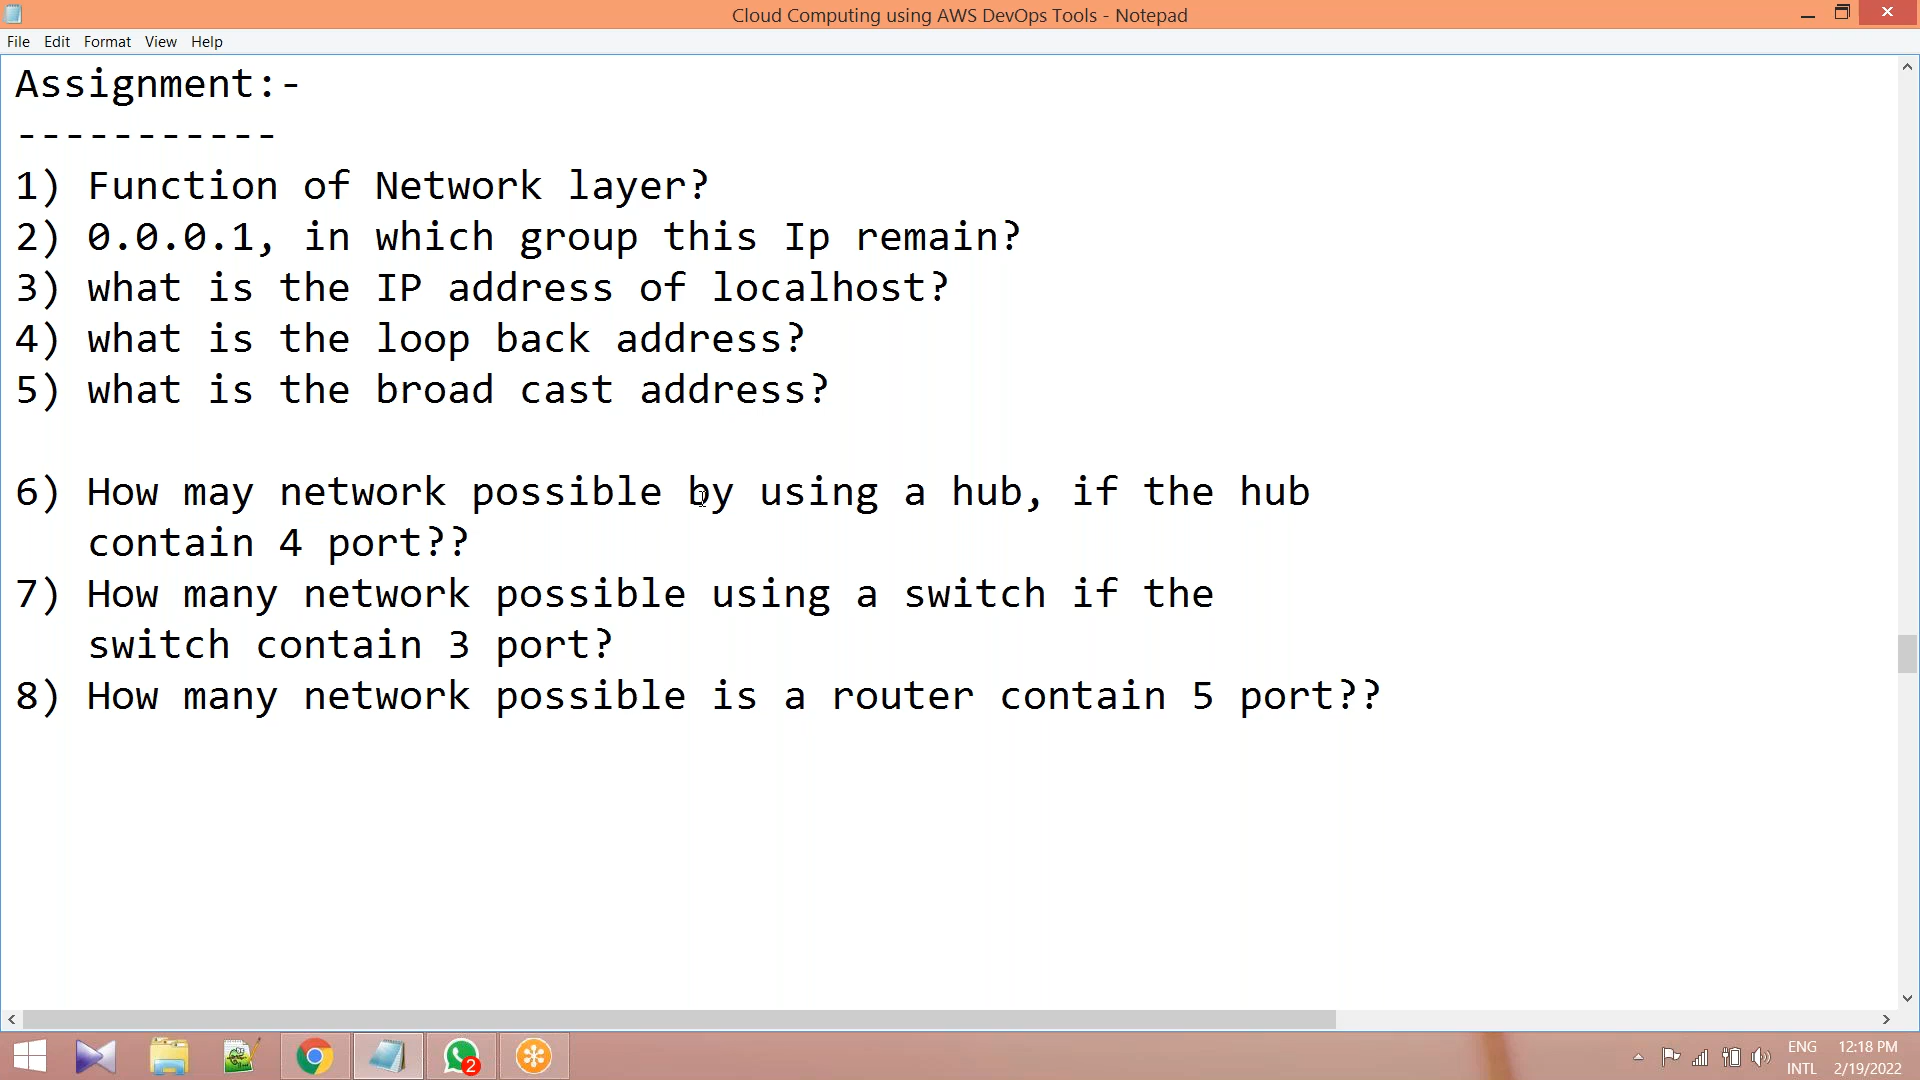 Cloud Computing using AWS DevOps Tools - Notepad
File Edit Format View Help
Assignment:-
-----------
1) Function of Network layer?
2) 0.0.0.1, in which group this Ip remain?
3) what is the IP address of localhost?
4) what is the loop back address?
5) what is the broad cast address?
6) How may network possible by using a hub, if the hub
contain 4 port??
7) How many network possible using a switch if the
switch contain 3 port?
8) How many network possible is a router contain 5 port??
2
ENG 12:18 PM
INTL 2/19/2022